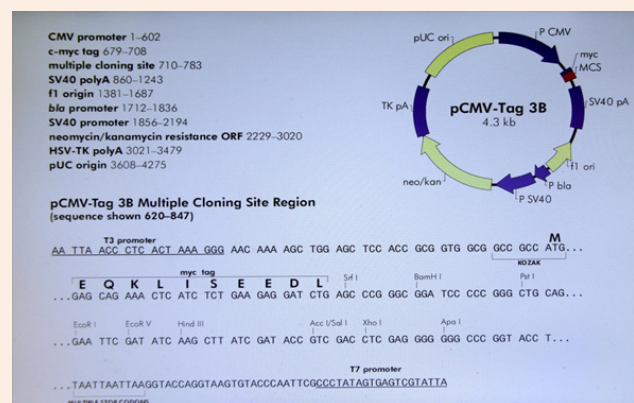 CMV promoter 1–602
c-myc tag 679–708
multiple cloning site 710–783
SV40 polyA 860–1243
f1 origin 1381–1687
bla promoter 1712–1836
SV40 promoter 1856–2194
neomycin/kanamycin resistance ORF 2229–3020
HSV-TK polyA 3021–3479
pUC origin 3608–4275
pUC ori
P CMV
myc
MCS
TK pA
pCMV-Tag 3B
4.3 kb
SV40 pA
f1 ori
neo/kan
P bla
P SV40
pCMV-Tag 3B Multiple Cloning Site Region
(sequence shown 620–847)
T3 promoter
M
AA TTA ACC CTC ACT AAA GGG AAC AAA AGC TGG AGC TCC ACC GCG GTG GCG GCC GCC ATG...
KOZAK
myc tag
E Q K L I S E E D L Srf I BamH I Pst I
...GAG CAG AAA CTC ATC TCT GAA GAG GAT CTG AGC CCG GGC GGA TCC CCC GGG CTG CAG...
EcoR I EcoR V Hind III Acc I/Sal I Xho I Apa I
...GAA TTC GAT ATC AAG CTT ATC GAT ACC GTC GAC CTC GAG GGG GGG CCC GGT ACC T...
T7 promoter
...TAATTAATTAAGGTACCAGGTAAGTGTACCCAATTCGCCCTATAGTGAGTCGTATTA
MULTIPLE STOP CODONS